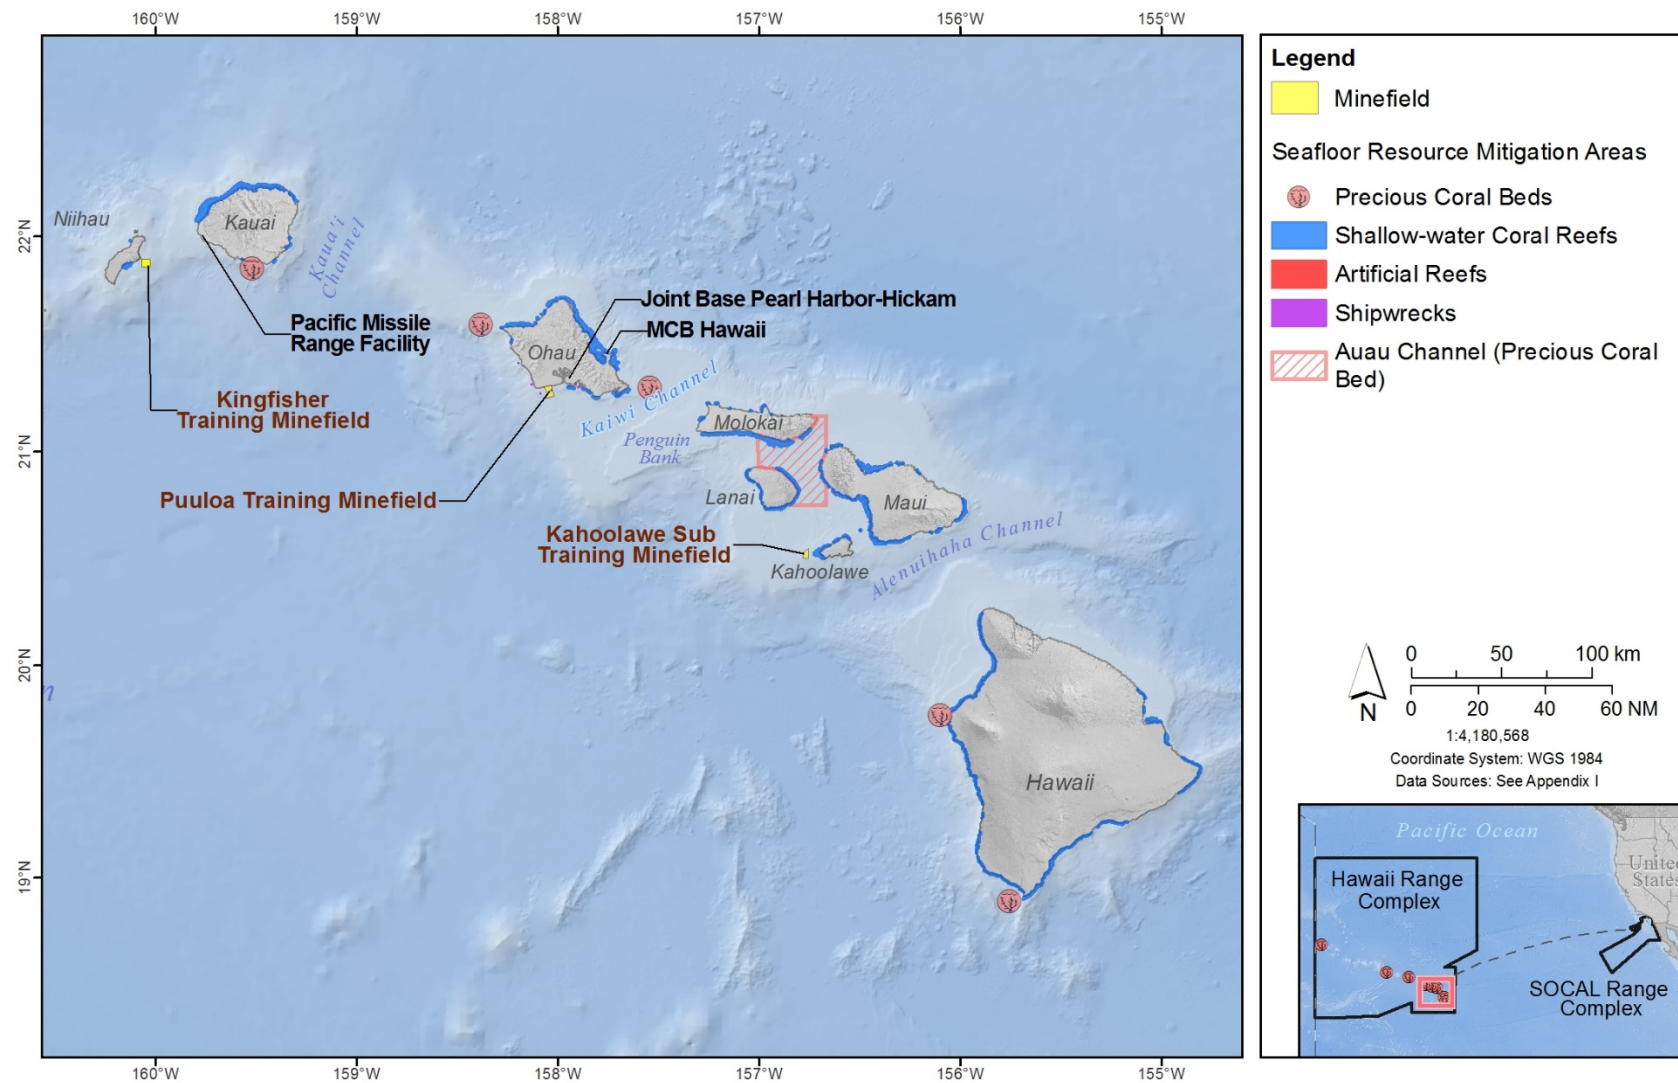 160°W 159°W 158°W 157°W 156°W 155°W
22°N
21°N
20°N
19°N
Niihau
Kauai
Kaua'i
Channel
Pacific Missile
Range Facility
Kingfisher
Training Minefield
Joint Base Pearl Harbor-Hickam
MCB Hawaii
Ohau
Kaiwi Channel
Penguin
Bank
Molokai
Puuloa Training Minefield
Lanai
Maui
Kahoolawe Sub
Training Minefield
Kahoolawe
Alenuihaha Channel
Hawaii
n
160°W 159°W 158°W 157°W 156°W 155°W
Legend
Minefield
Seafloor Resource Mitigation Areas
Precious Coral Beds
Shallow-water Coral Reefs
Artificial Reefs
Shipwrecks
Auau Channel (Precious Coral
Bed)
N
0 50 100 km
0 20 40 60 NM
1:4,180,568
Coordinate System: WGS 1984
Data Sources: See Appendix I
Pacific Ocean
United
States
Hawaii Range
Complex
SOCAL Range
Complex